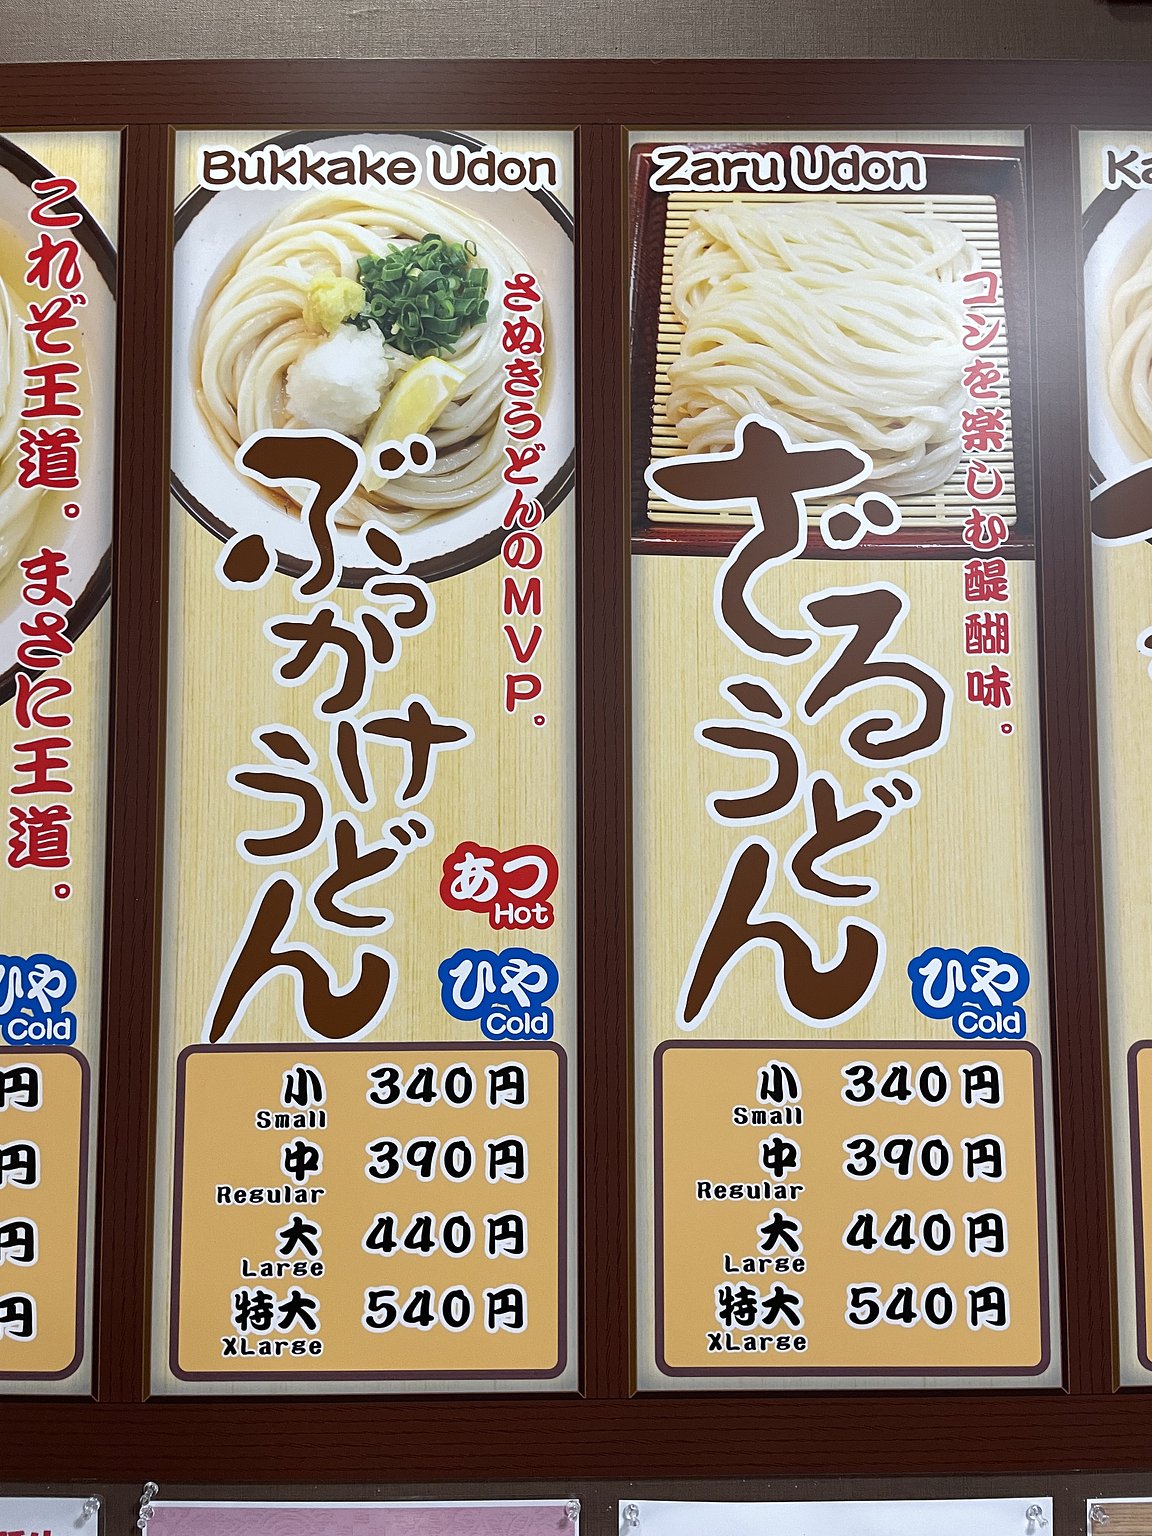 これぞ王道。まさに王道。
ひや
Cold
円
円
円
円
Bukkake Udon
さぬきうどんのMVP。
ぶっかけ
うどん
あつ
Hot
ひや
Cold
小 340円
Small
中 390円
Regular
大 440円
Large
特大 540円
XLarge
Zaru Udon
コシを楽しむ醍醐味。
ざる
うどん
ひや
Cold
小 340円
Small
中 390円
Regular
大 440円
Large
特大 540円
XLarge
Ka